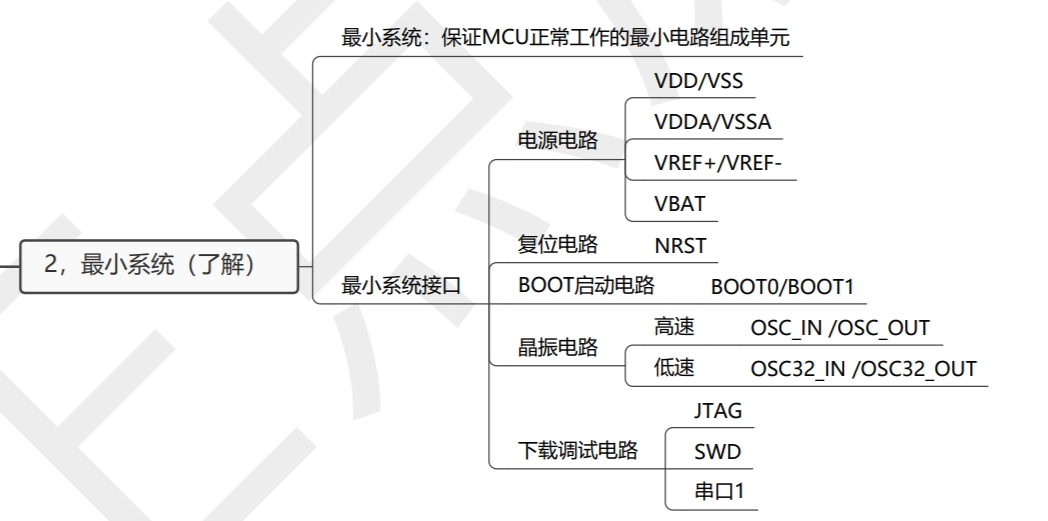 最小系统：保证MCU正常工作的最小电路组成单元
VDD/VSS
VDDA/VSSA
电源电路
VREF+/VREF-
VBAT
复位电路 NRST
2，最小系统（了解）
最小系统接口
BOOT启动电路 BOOT0/BOOT1
高速 OSC_IN /OSC_OUT
晶振电路
低速 OSC32_IN /OSC32_OUT
JTAG
下载调试电路
SWD
串口1